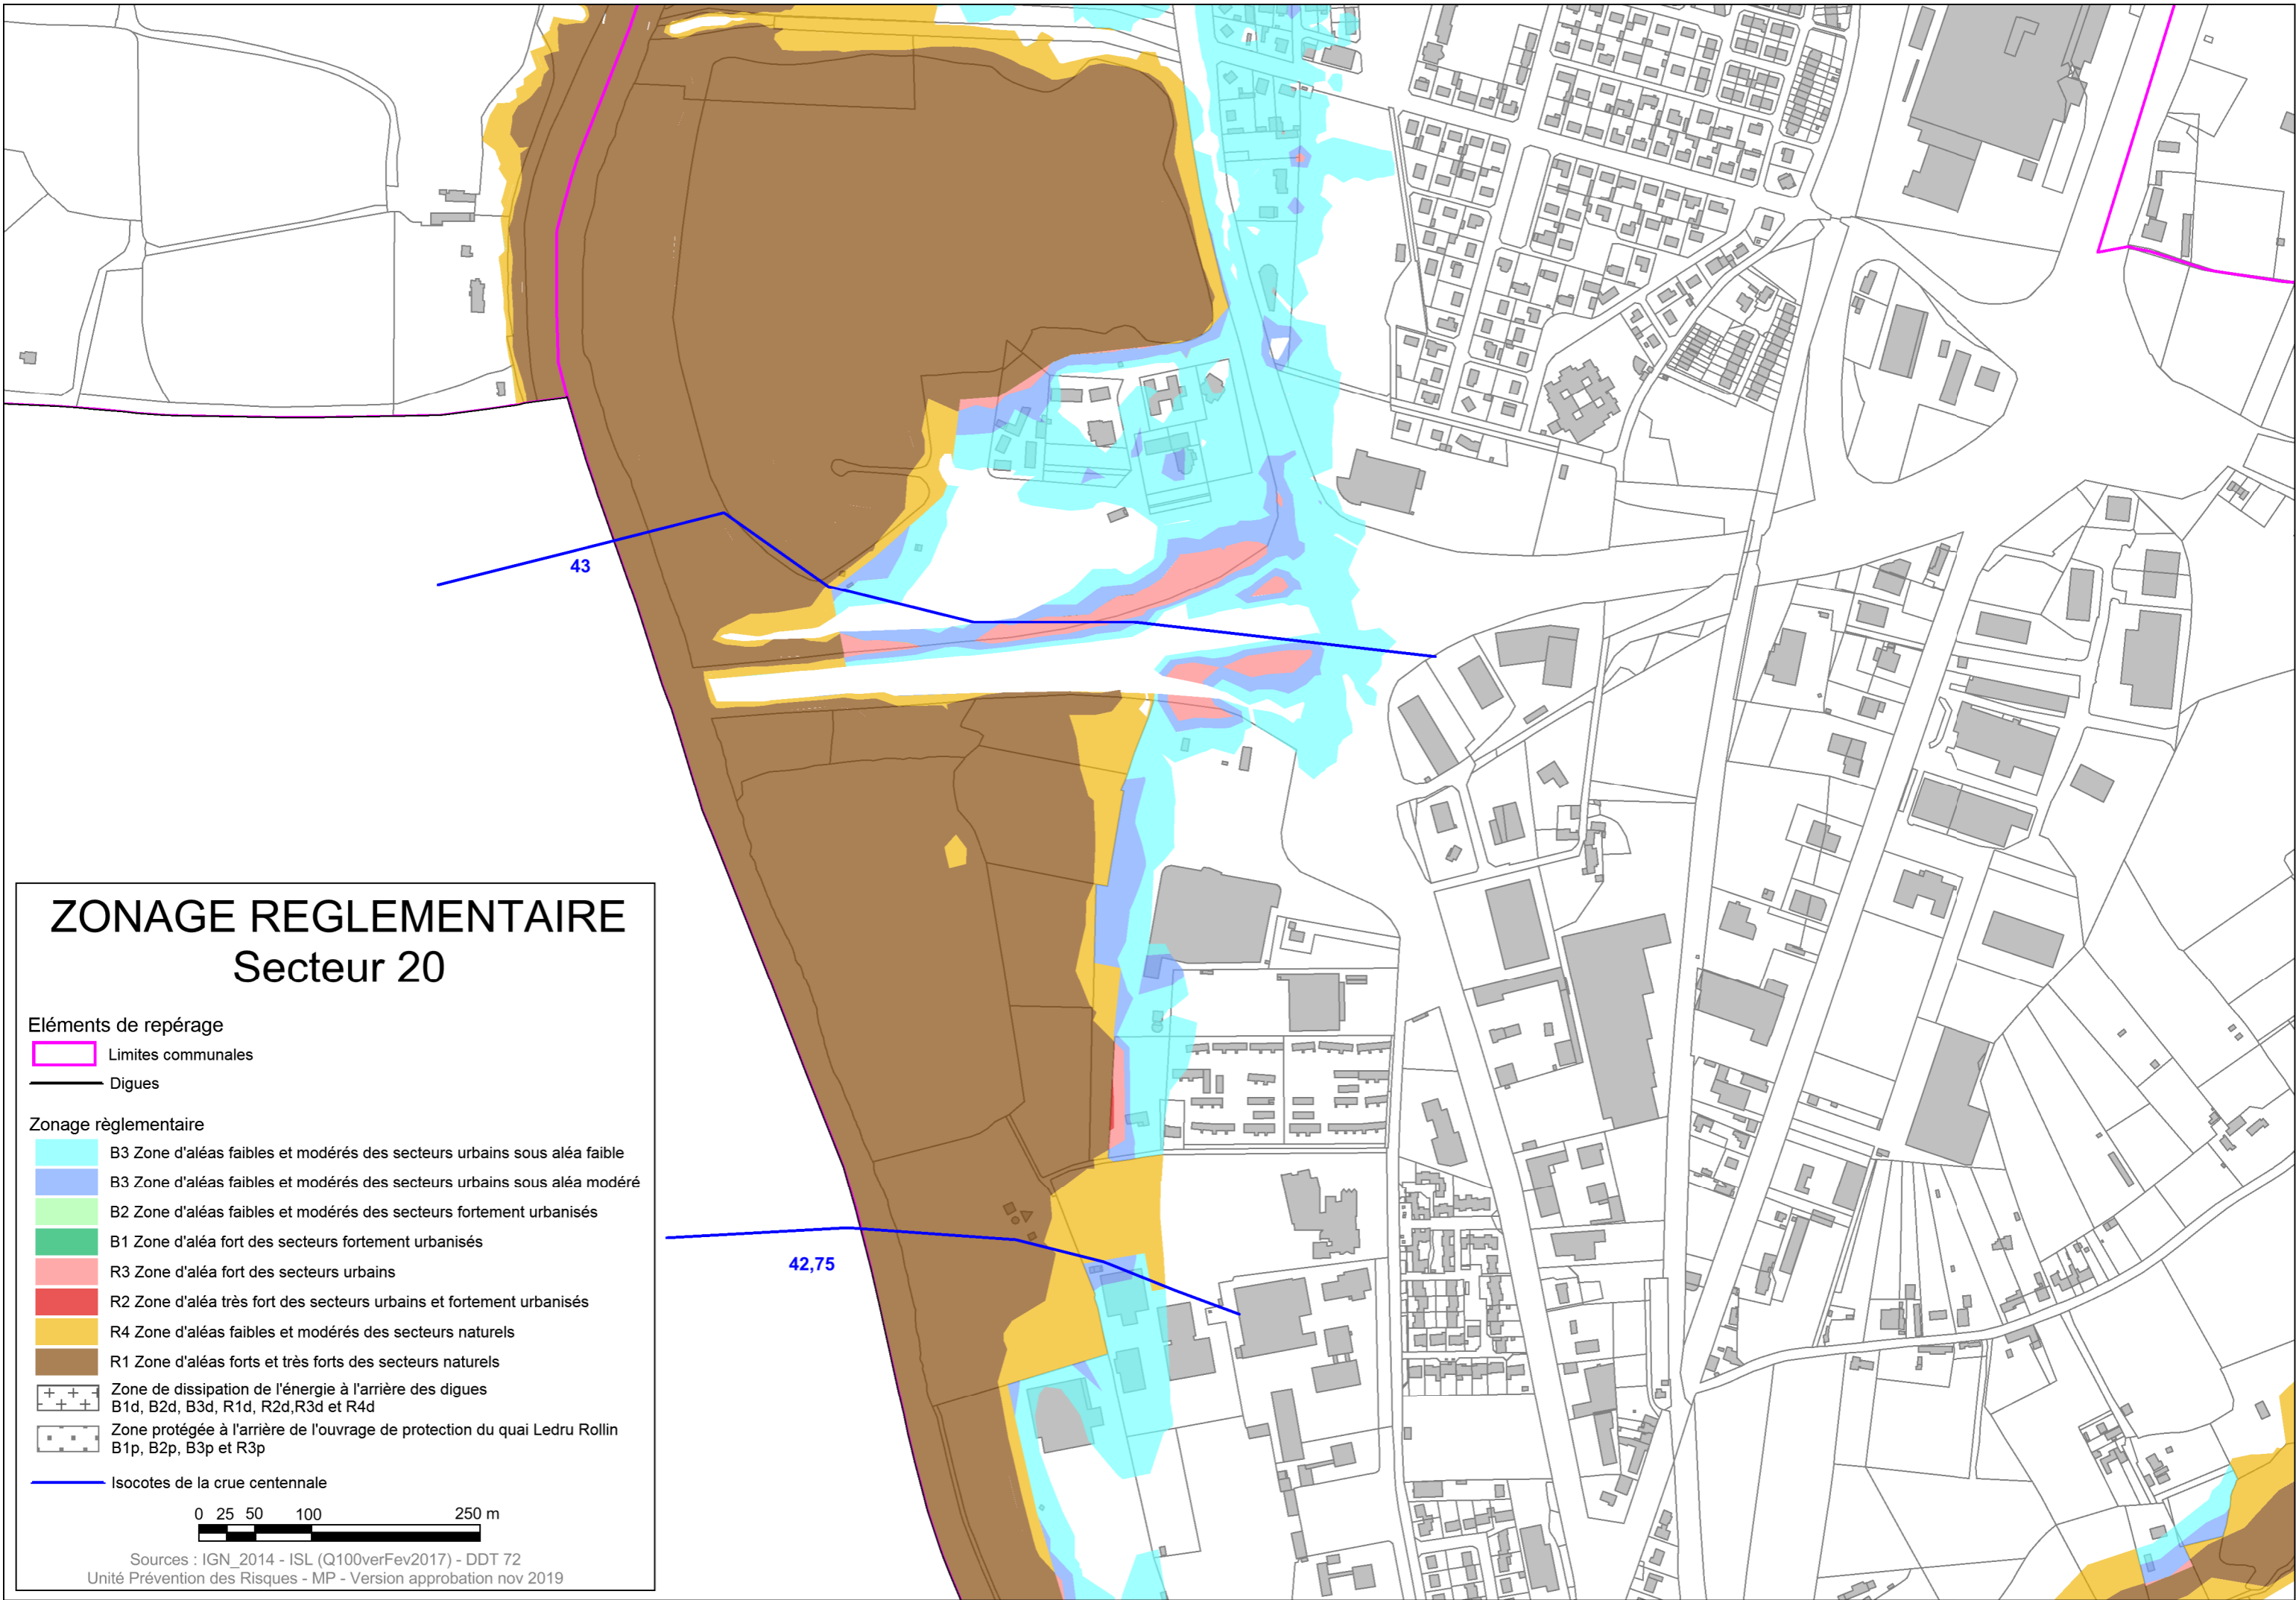 43
42,75
ZONAGE REGLEMENTAIRE
Secteur 20
Eléments de repérage
Limites communales
Digues
Zonage règlementaire
B3 Zone d'aléas faibles et modérés des secteurs urbains sous aléa faible
B3 Zone d'aléas faibles et modérés des secteurs urbains sous aléa modéré
B2 Zone d'aléas faibles et modérés des secteurs fortement urbanisés
B1 Zone d'aléa fort des secteurs fortement urbanisés
R3 Zone d'aléa fort des secteurs urbains
R2 Zone d'aléa très fort des secteurs urbains et fortement urbanisés
R4 Zone d'aléas faibles et modérés des secteurs naturels
R1 Zone d'aléas forts et très forts des secteurs naturels
Zone de dissipation de l'énergie à l'arrière des digues
B1d, B2d, B3d, R1d, R2d,R3d et R4d
Zone protégée à l'arrière de l'ouvrage de protection du quai Ledru Rollin
B1p, B2p, B3p et R3p
Isocotes de la crue centennale
0 25 50 100 250 m
Sources : IGN_2014 - ISL (Q100verFev2017) - DDT 72
Unité Prévention des Risques - MP - Version approbation nov 2019